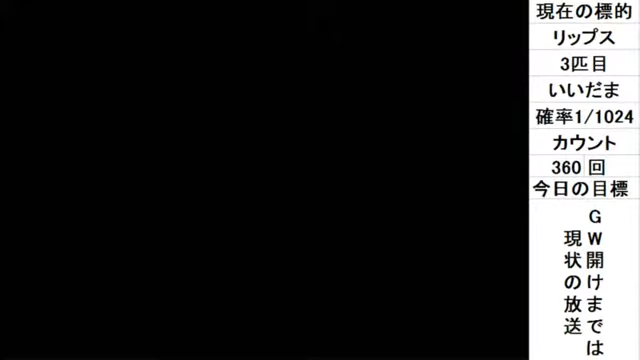 現在の標的
リップス
3匹目
いいだま
確率1/1024
カウント
360 回
今日の目標
GW開けまでは
現状の放送